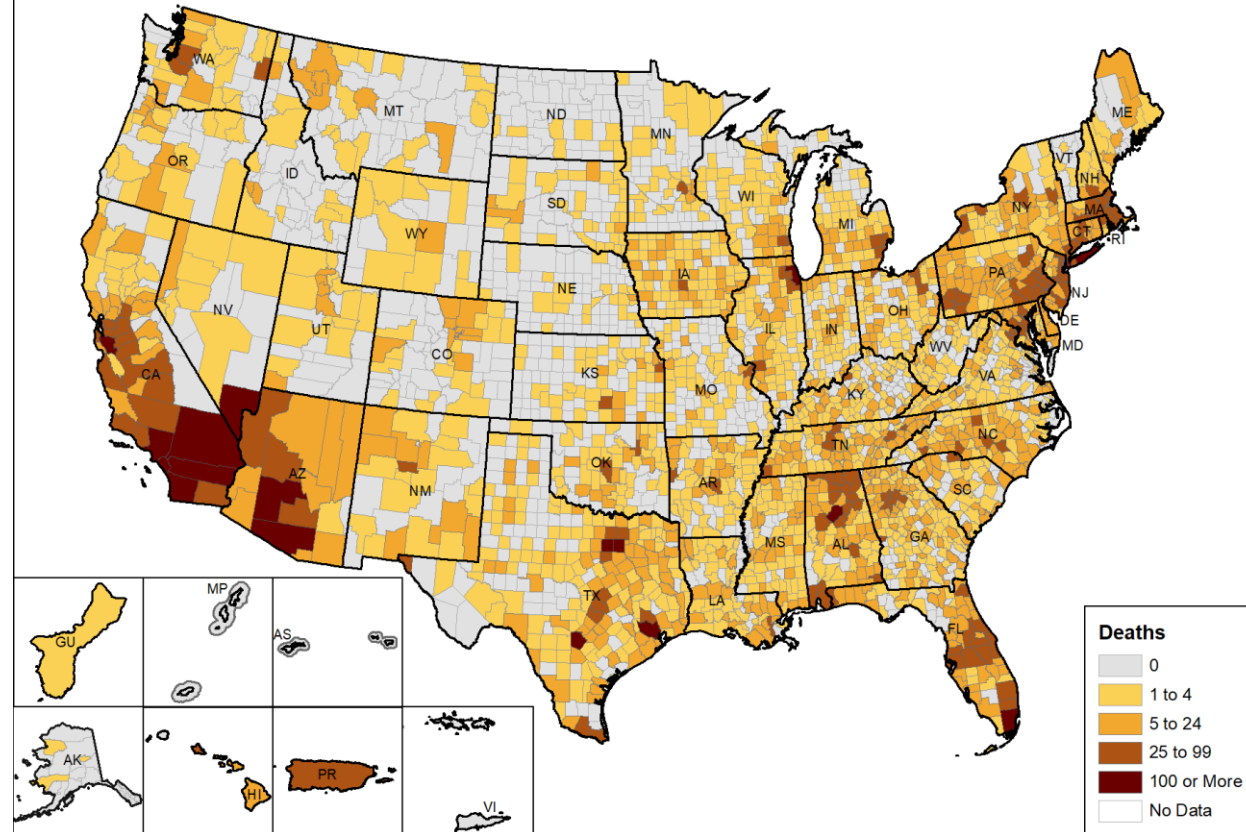 WA
MT
ND
MN
ME
OR
ID
SD
WI
VT
NH
NY
WY
MI
MA
CT
RI
IA
PA
NV
NE
NJ
UT
IL
IN
OH
DE
CO
WV
MD
CA
KS
MO
VA
KY
NC
TN
AZ
OK
AR
NM
SC
MS
AL
GA
TX
LA
FL
MP
GU
AS
AK
HI
PR
VI
Deaths
0
1 to 4
5 to 24
25 to 99
100 or More
No Data